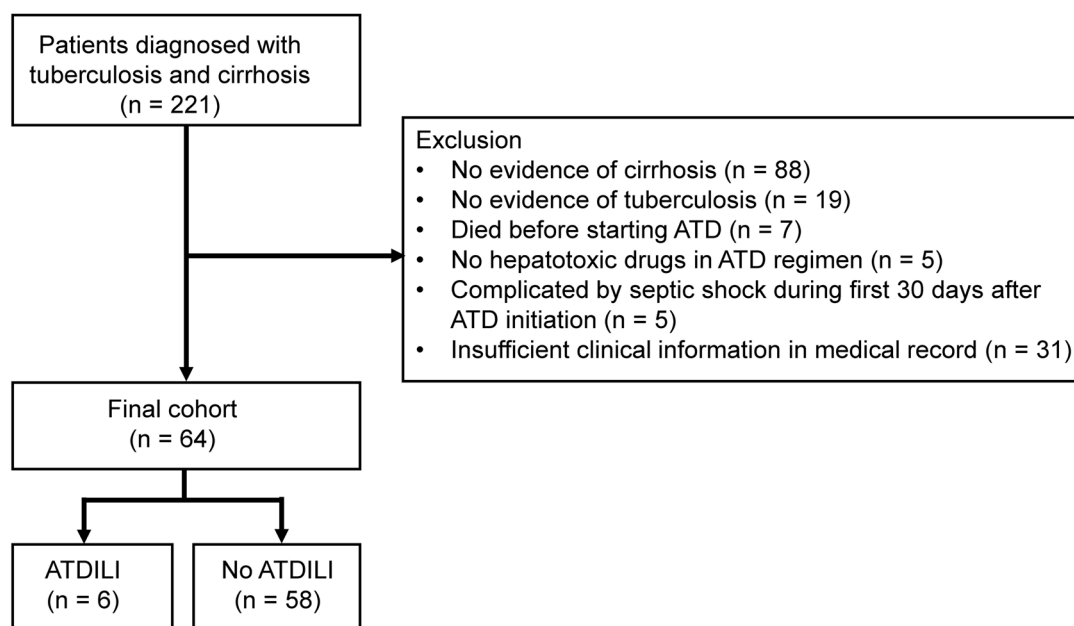 Patients diagnosed with
tuberculosis and cirrhosis
(n = 221)
Exclusion
• No evidence of cirrhosis (n = 88)
• No evidence of tuberculosis (n = 19)
• Died before starting ATD (n = 7)
• No hepatotoxic drugs in ATD regimen (n = 5)
• Complicated by septic shock during first 30 days after
ATD initiation (n = 5)
• Insufficient clinical information in medical record (n = 31)
Final cohort
(n = 64)
ATDILI
(n = 6)
No ATDILI
(n = 58)